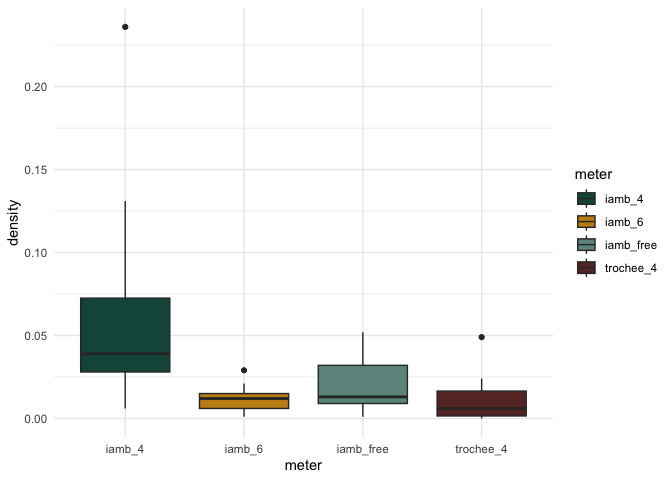 0.20
0.15
0.10
0.05
0.00
density
iamb_4 iamb_6 iamb_free trochee_4
meter
meter
iamb_4
iamb_6
iamb_free
trochee_4